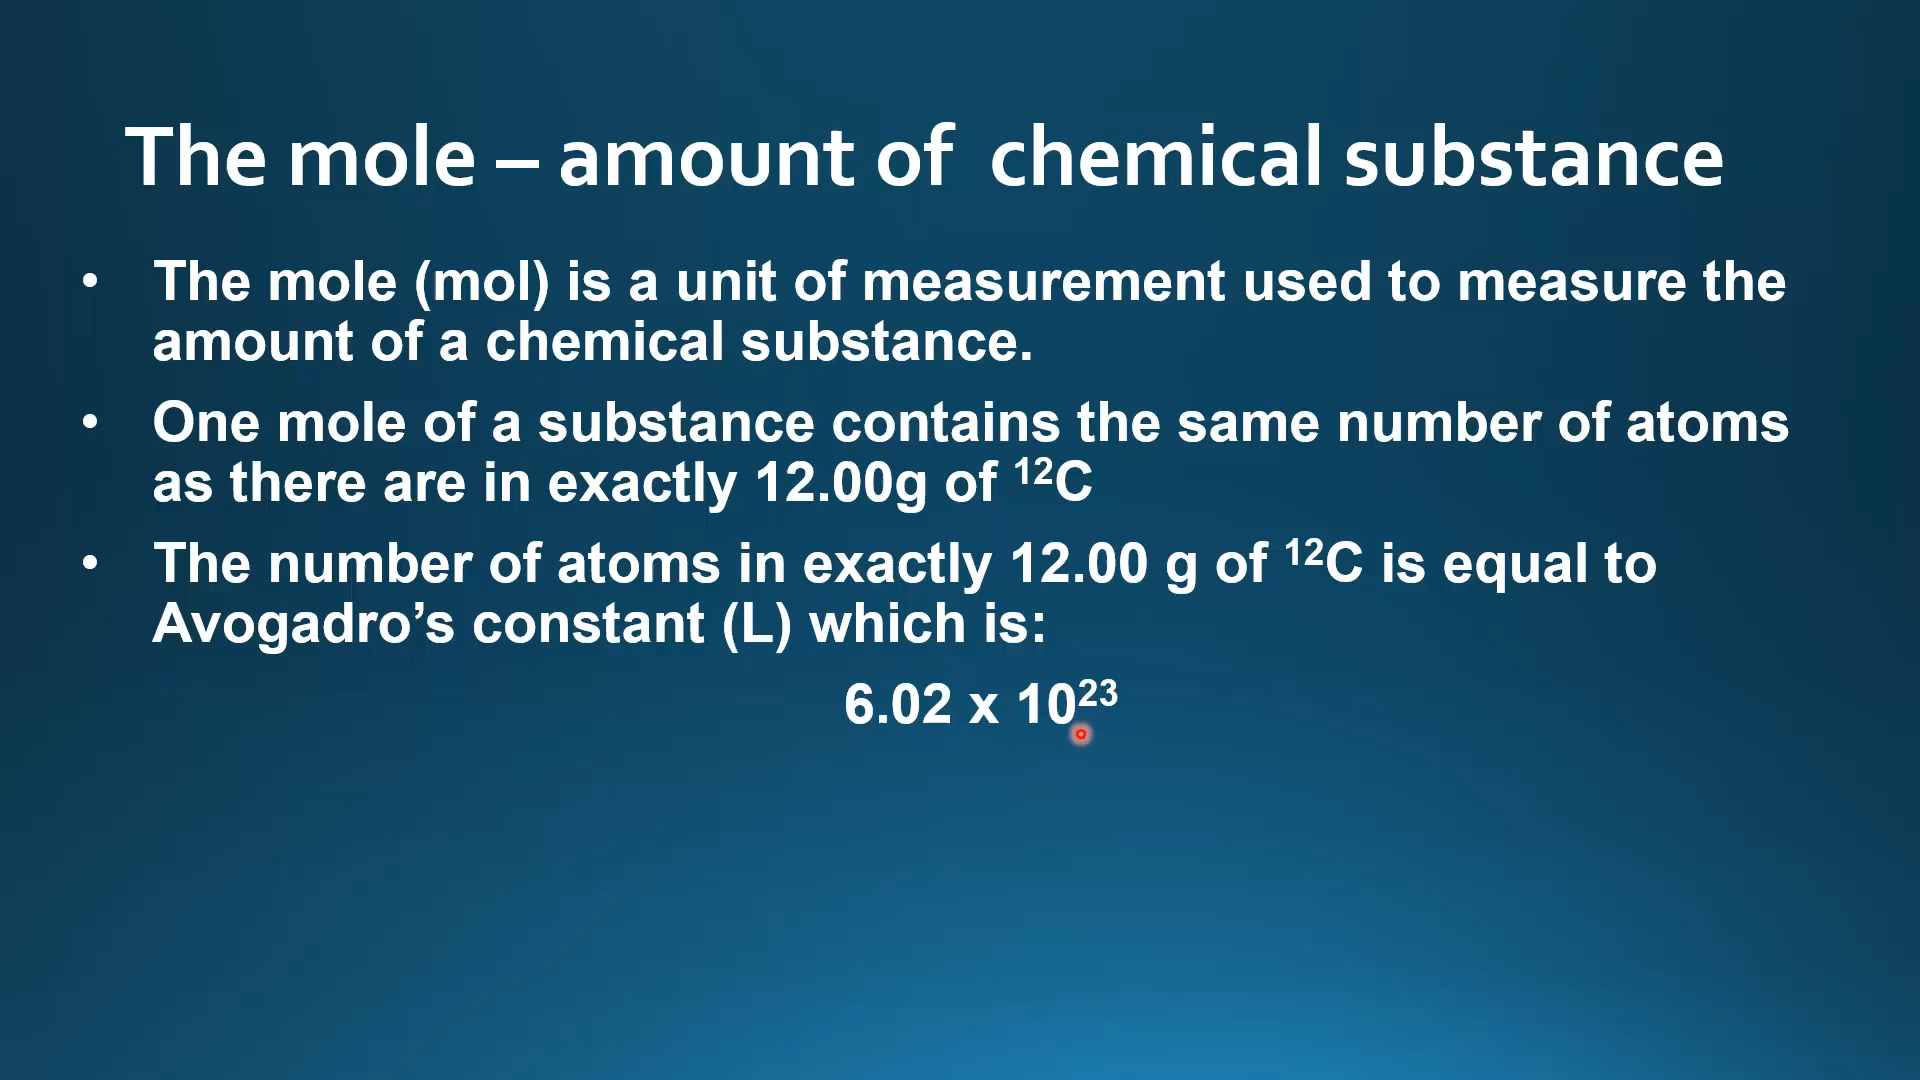 The mole – amount of  chemical substance
• The mole (mol) is a unit of measurement used to measure the
amount of a chemical substance.
• One mole of a substance contains the same number of atoms
as there are in exactly 12.00g of ¹²C
• The number of atoms in exactly 12.00 g of ¹²C is equal to
Avogadro’s constant (L) which is:
6.02 x 10²³